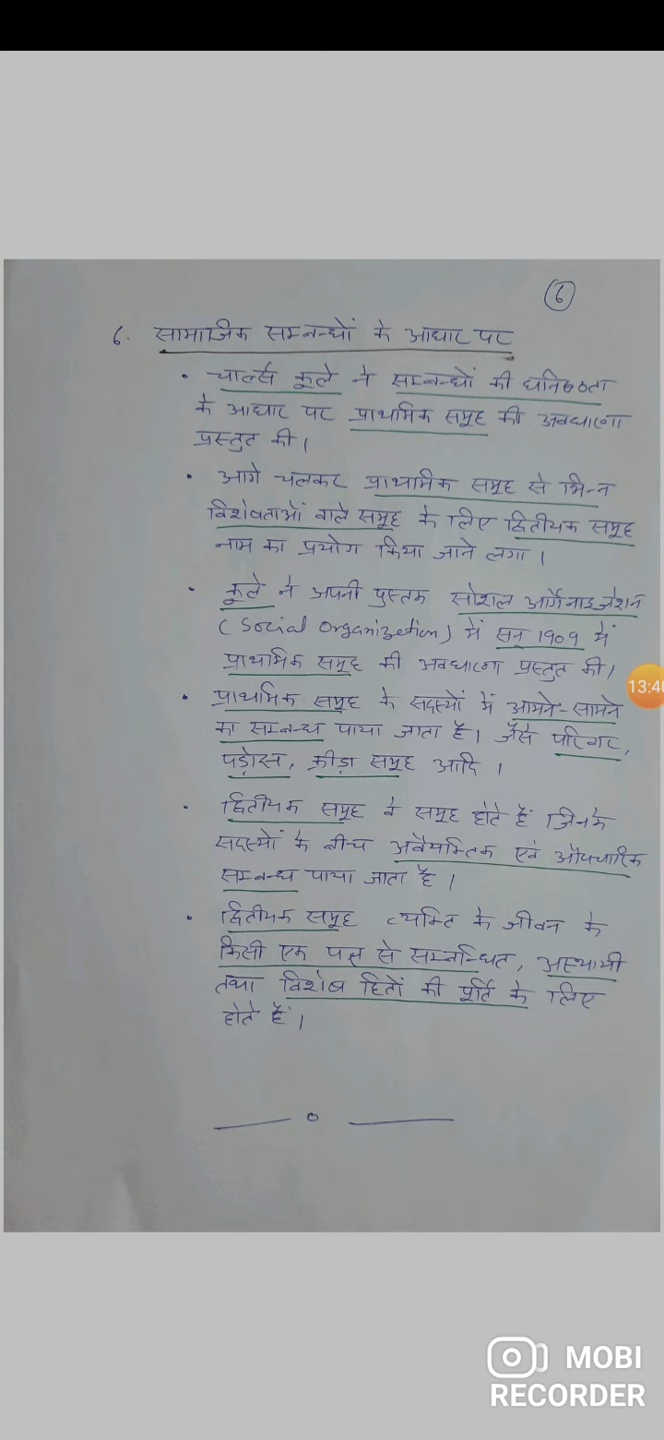 6
6. सामाजिक सम्बन्धों के आधार पर
• चार्ल्स कूले ने सम्बन्धों की घनिष्ठता
के आधार पर प्राथमिक समूह की अवधारणा
प्रस्तुत की।
• आगे चलकर प्राथमिक समूह से भिन्न
विशेषताओं वाले समूह के लिए द्वितीयक समूह
नाम का प्रयोग किया जाने लगा।
• कूले ने अपनी पुस्तक सोशल आर्गेनाइजेशन
(Social Organization) में सन् 1909 में
प्राथमिक समूह की अवधारणा प्रस्तुत की।
• प्राथमिक समूह के सदस्यों में आमने-सामने
का सम्बन्ध पाया जाता है। जैसे परिवार,
पड़ोस, क्रीड़ा समूह आदि।
• द्वितीयक समूह वे समूह होते हैं जिनके
सदस्यों के बीच अवैयक्तिक एवं औपचारिक
सम्बन्ध पाया जाता है।
• द्वितीयक समूह व्यक्ति के जीवन के
किसी एक पक्ष से सम्बन्धित, अस्थायी
तथा विशेष हितों की पूर्ति के लिए
होते हैं।
13:40
MOBI
RECORDER